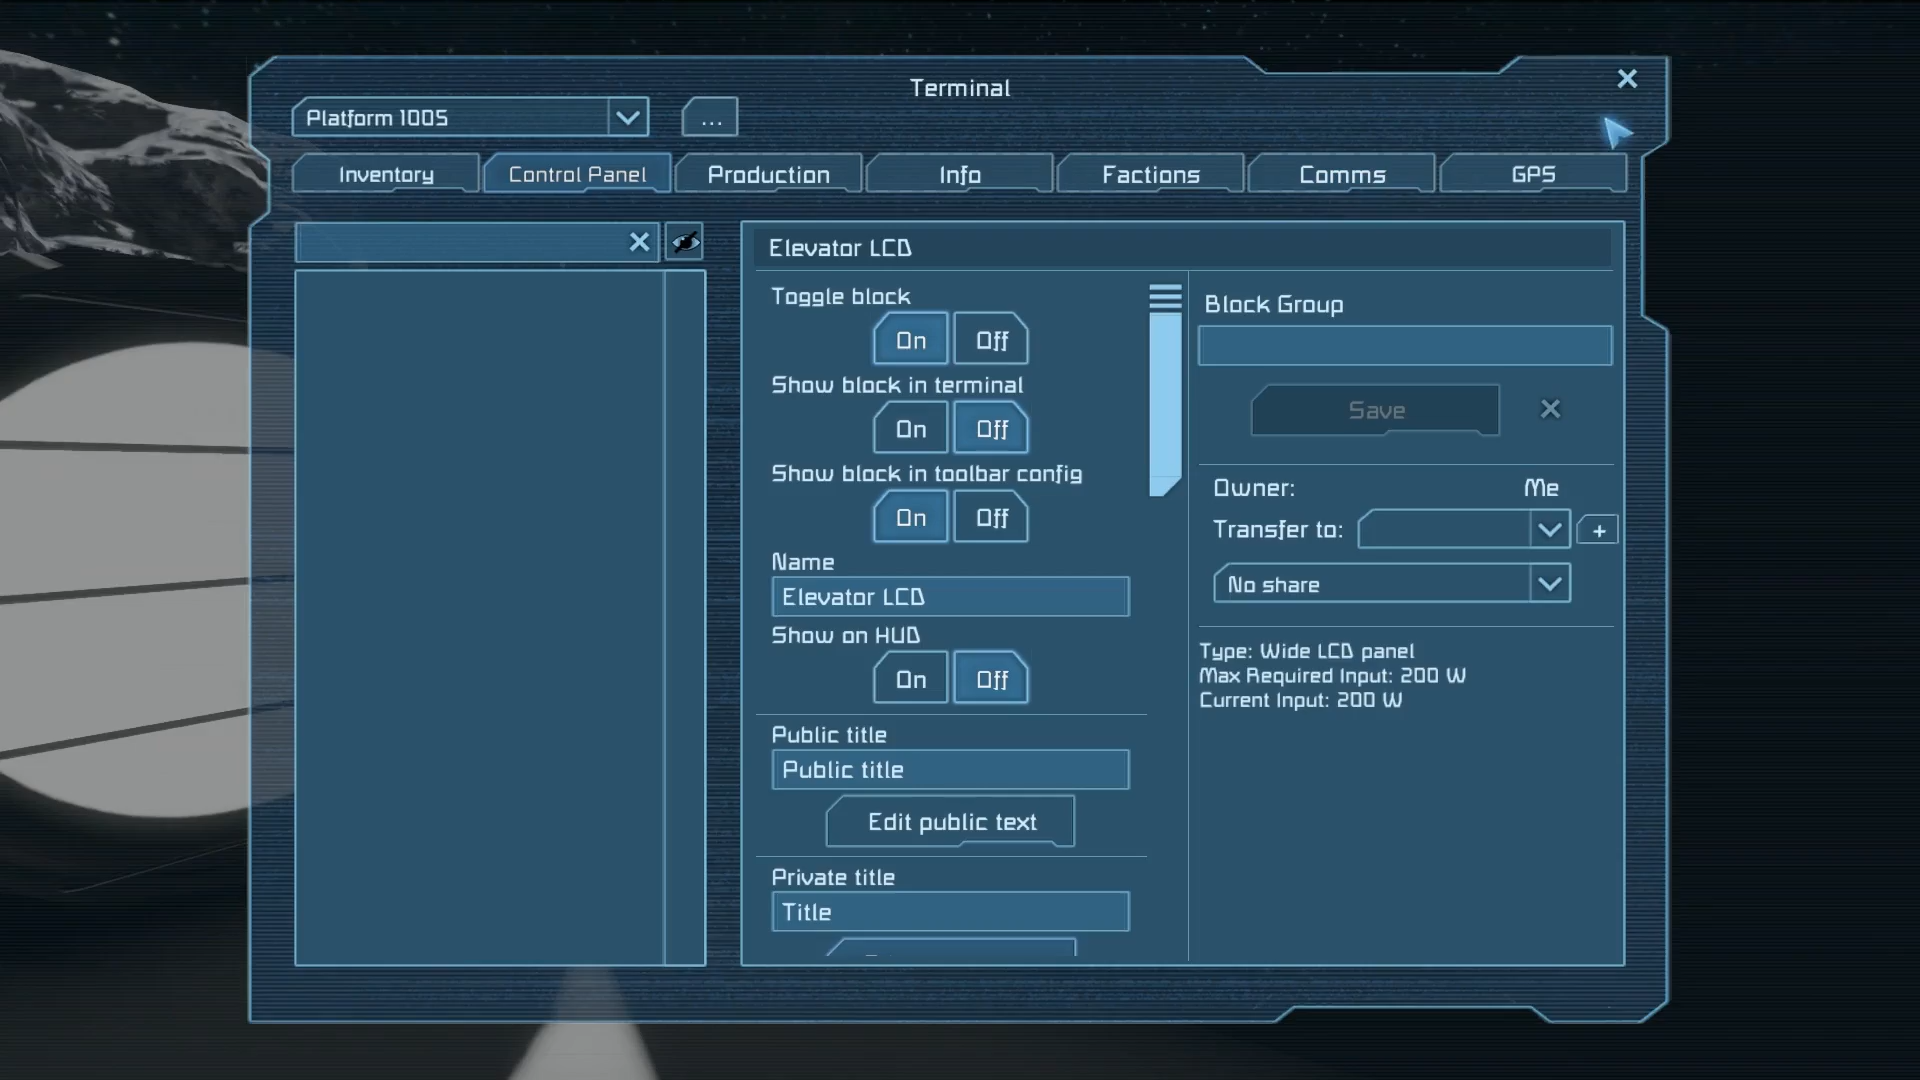 Terminal
Platform 1005
...
Inventory
Control Panel
Production
Info
Factions
Comms
GPS
Elevator LCD
Toggle block
On
Off
Show block in terminal
On
Off
Show block in toolbar config
On
Off
Name
Elevator LCD
Show on HUD
On
Off
Public title
Public title
Edit public text
Private title
Title
Block Group
Save
Owner: Me
Transfer to:
+
No share
Type: Wide LCD panel
Max Required Input: 200 W
Current Input: 200 W